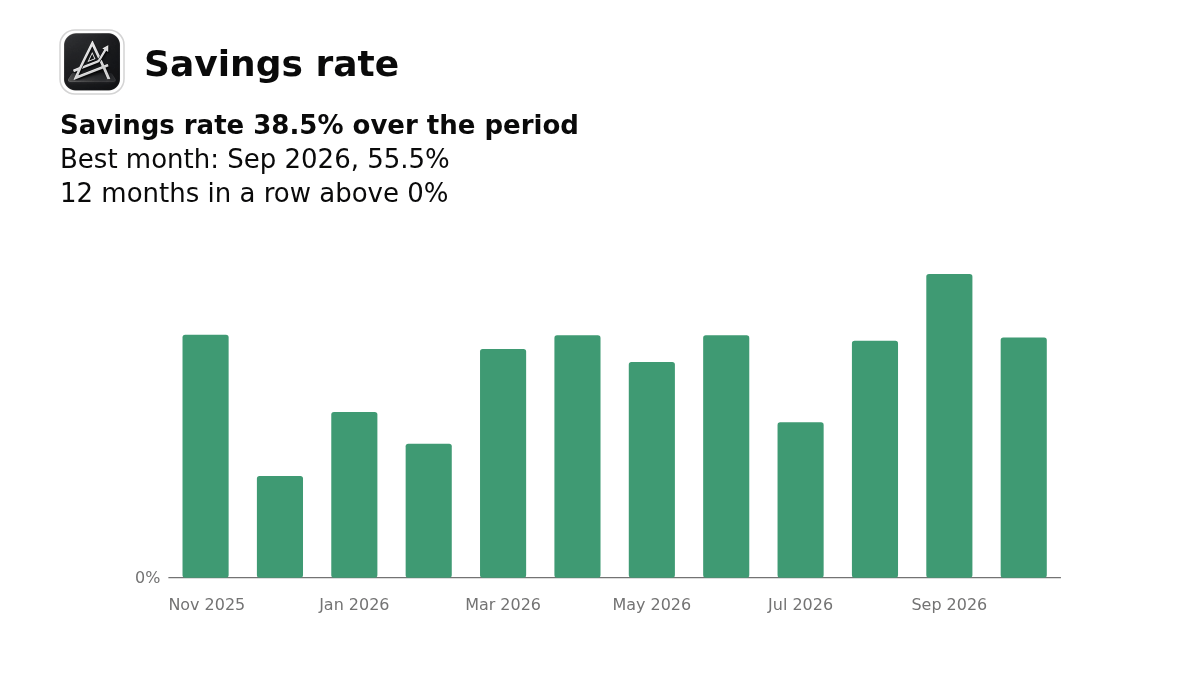 Savings rate
Savings rate 38.5% over the period
Best month: Sep 2026, 55.5%
12 months in a row above 0%
0%
Nov 2025
Jan 2026
Mar 2026
May 2026
Jul 2026
Sep 2026